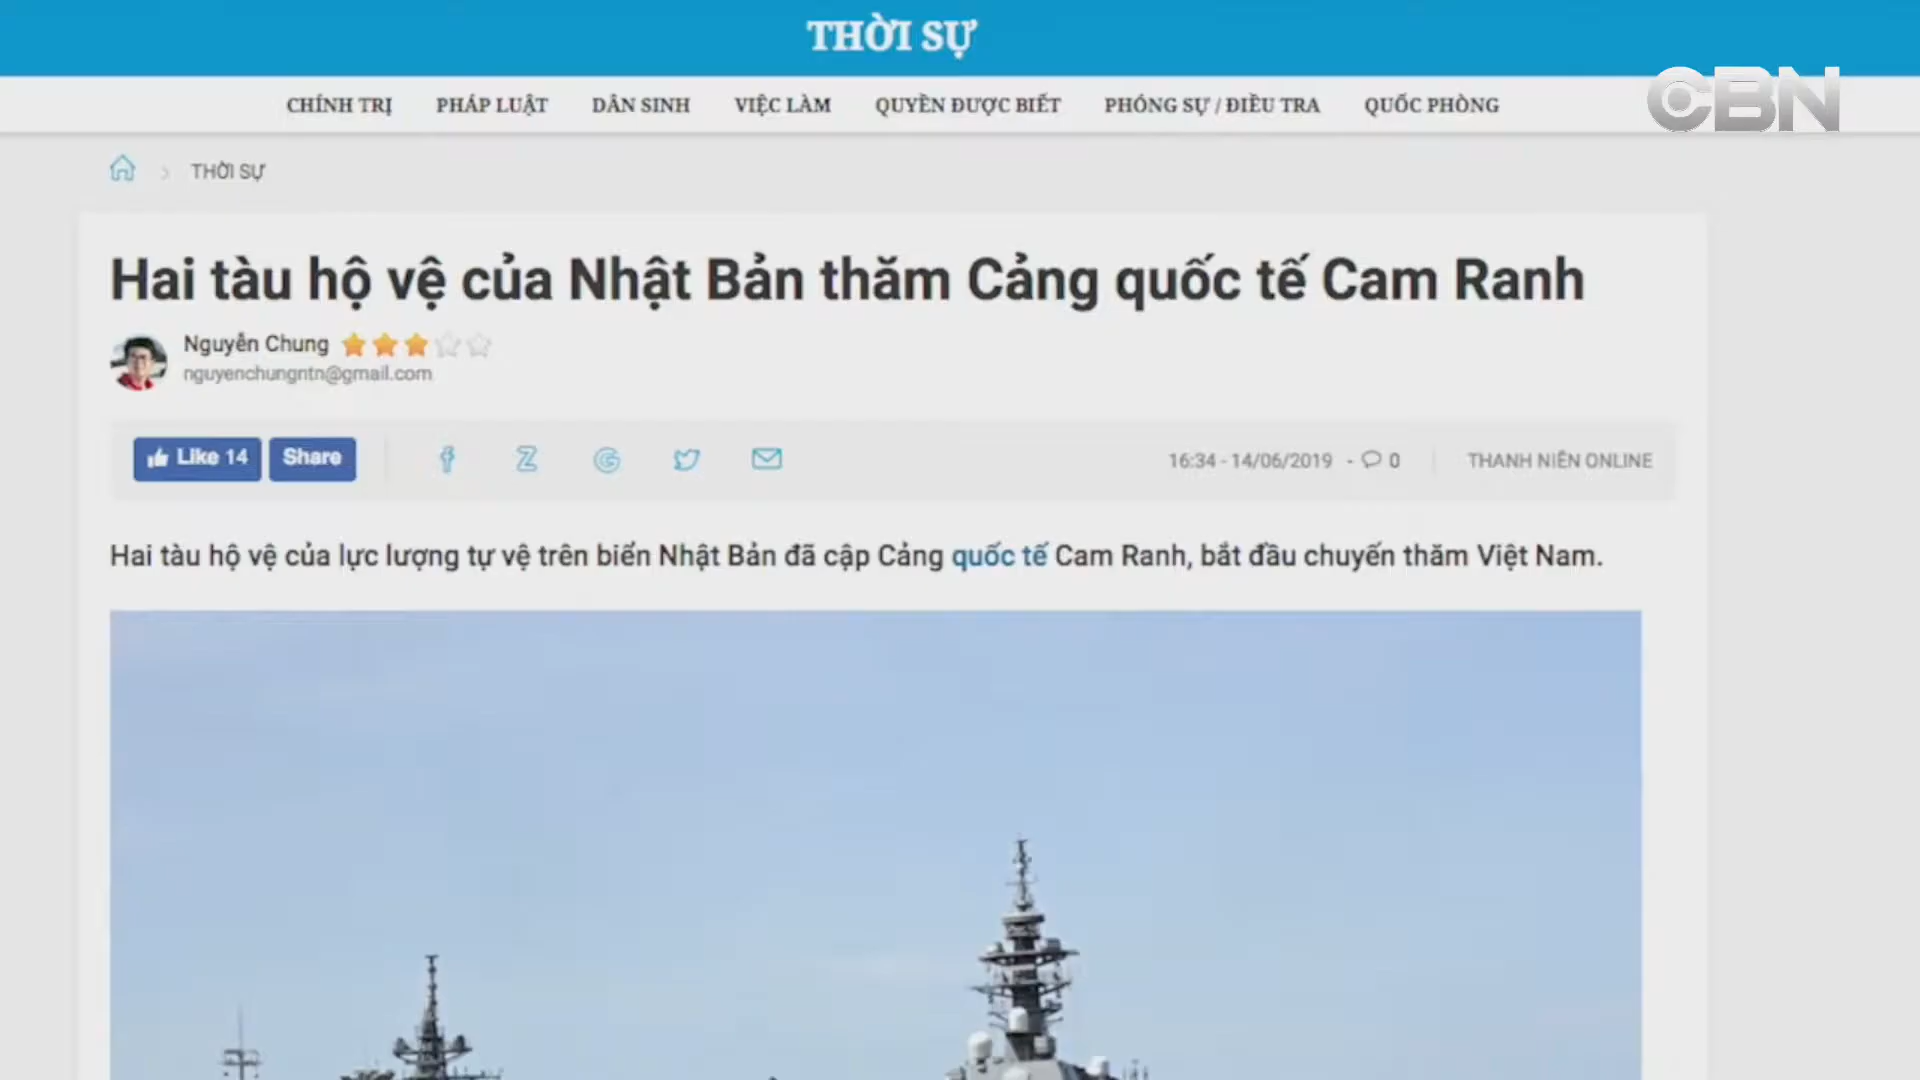 THỜI SỰ
CBN
CHÍNH TRỊ PHÁP LUẬT DÂN SINH VIỆC LÀM QUYỀN ĐƯỢC BIẾT PHÓNG SỰ / ĐIỀU TRA QUỐC PHÒNG
THỜI SỰ
Hai tàu hộ vệ của Nhật Bản thăm Cảng quốc tế Cam Ranh
Nguyễn Chung
nguyenchungntn@gmail.com
Like 14 Share 16:34 - 14/06/2019 - 0 THANH NIÊN ONLINE
Hai tàu hộ vệ của lực lượng tự vệ trên biển Nhật Bản đã cập Cảng quốc tế Cam Ranh, bắt đầu chuyến thăm Việt Nam.